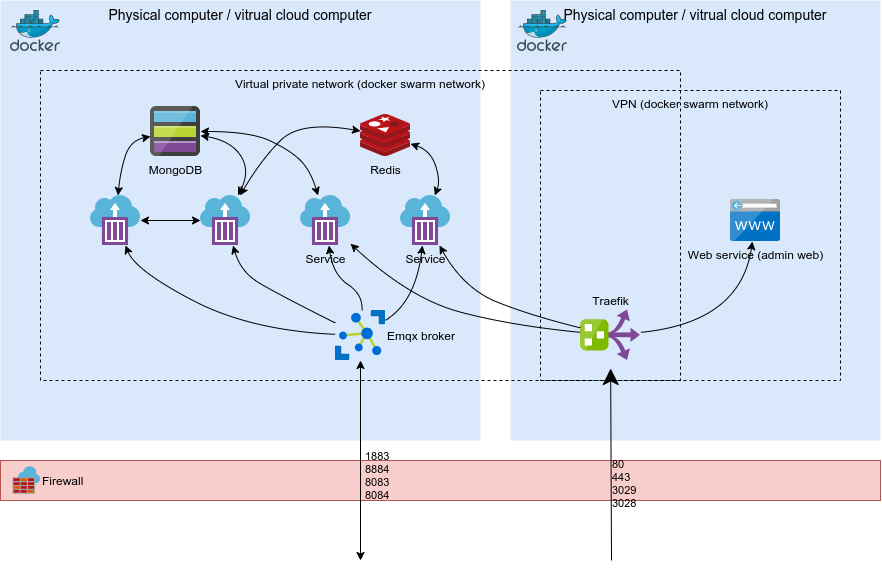 Physical computer / vitrual cloud computer
Physical computer / vitrual cloud computer
docker
docker
Virtual private network (docker swarm network)
VPN (docker swarm network)
MongoDB
Redis
WWW
Service
Service
Web service (admin web)
Traefik
Emqx broker
1883
8884
8083
8084
80
443
3029
3028
Firewall